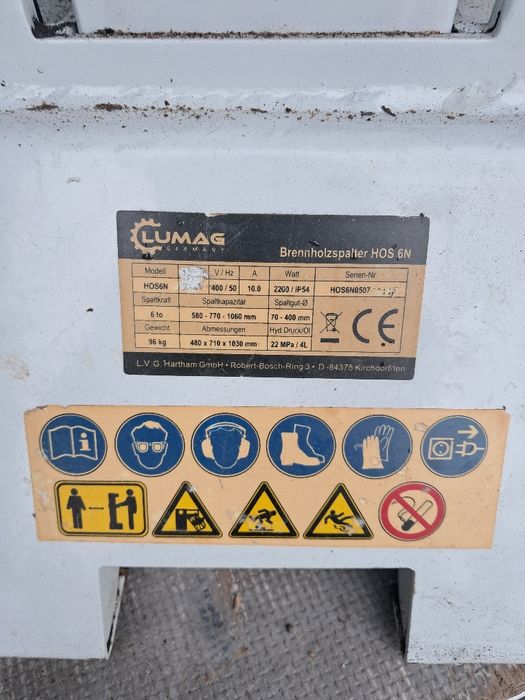 LUMAG
GERMANY
Brennholzspalter HOS 6N
Modell V / Hz A Watt Serien-Nr.
HOS6N 400 / 50 10.0 2200 / IP54 HOS6N0507
Spaltkraft Spaltkapazität Spaltgut-Ø
6 to 580 - 770 - 1060 mm 70 - 400 mm
Gewicht Abmessungen Hyd.Druck/Öl
96 kg 480 x 710 x 1030 mm 22 MPa / 4L
CE
L.V.G. Hartham GmbH • Robert-Bosch-Ring 3 • D -84375 Kirchdorf/Inn